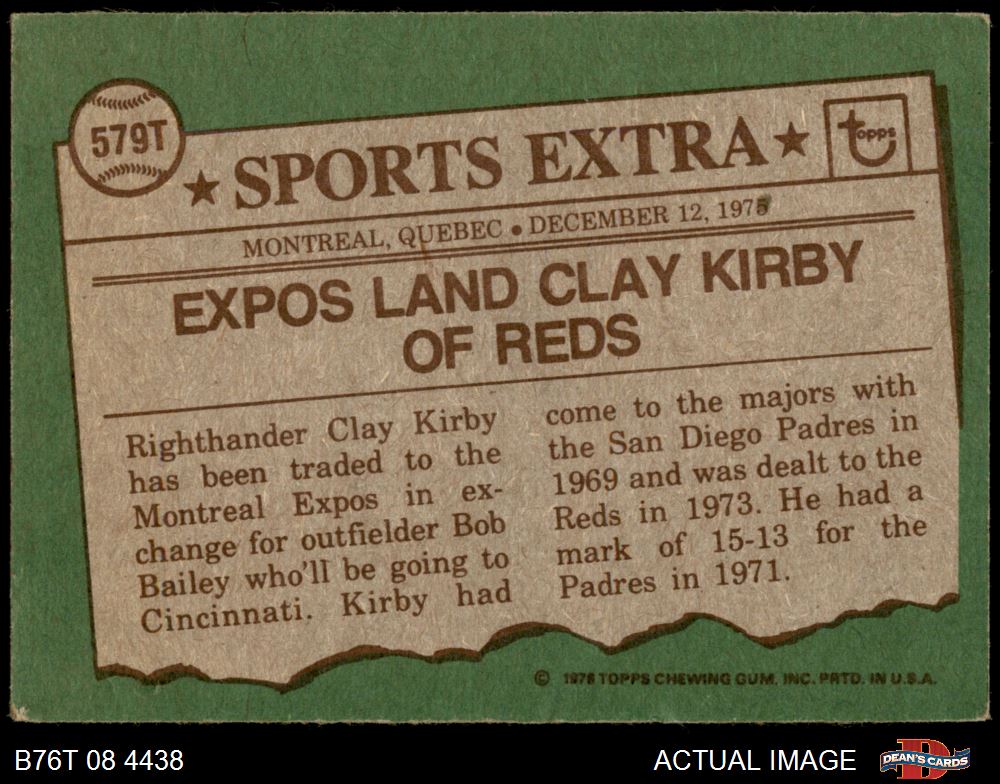 579T
★ SPORTS EXTRA ★
topps
MONTREAL, QUEBEC • DECEMBER 12, 1975
EXPOS LAND CLAY KIRBY
OF REDS
Righthander Clay Kirby
has been traded to the
Montreal Expos in ex-
change for outfielder Bob
Bailey who'll be going to
Cincinnati. Kirby had
come to the majors with
the San Diego Padres in
1969 and was dealt to the
Reds in 1973. He had a
mark of 15-13 for the
Padres in 1971.
© 1976 TOPPS CHEWING GUM, INC. PRTD. IN U.S.A.
B76T 08 4438
ACTUAL IMAGE
DEAN'S CARDS